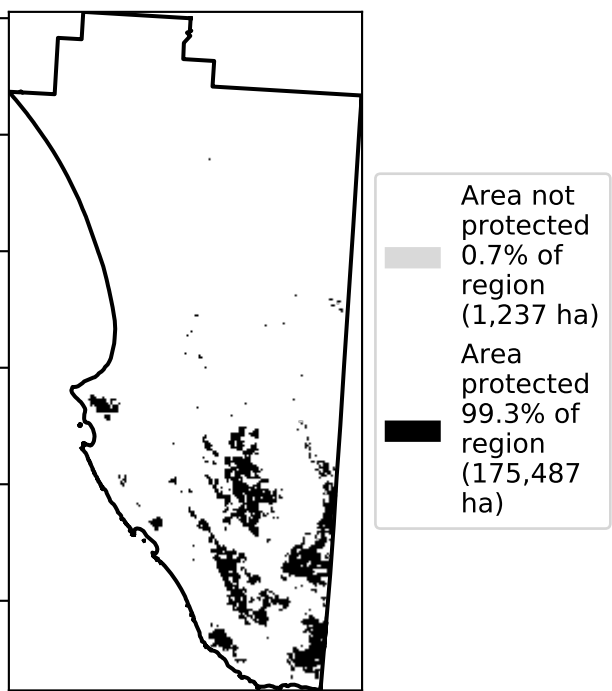 Area not
protected
0.7% of
region
(1,237 ha)
Area
protected
99.3% of
region
(175,487
ha)